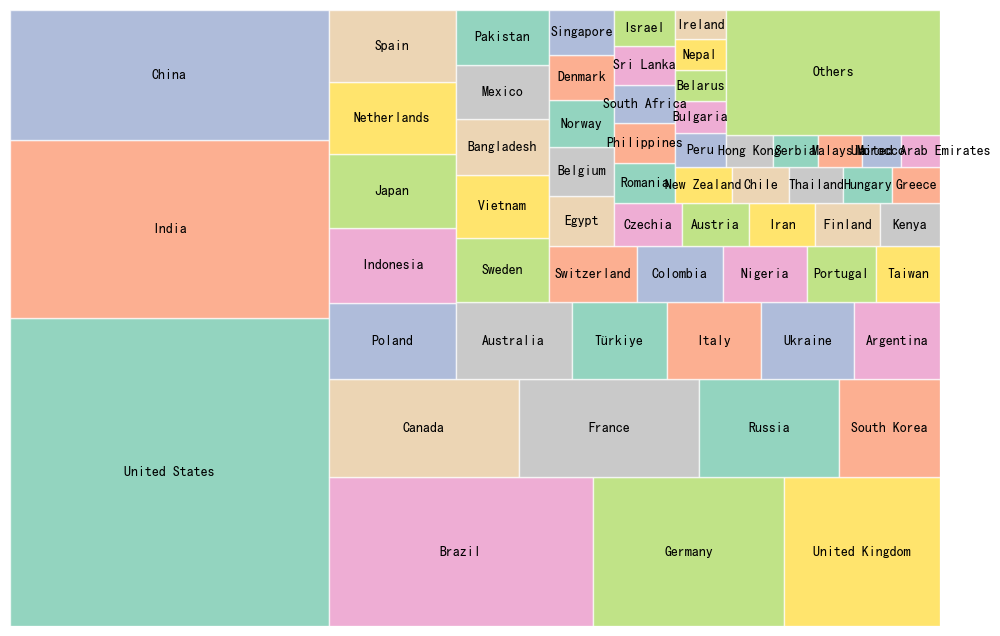 China
India
United States
Spain
Netherlands
Japan
Indonesia
Poland
Pakistan
Mexico
Bangladesh
Vietnam
Sweden
Singapore
Denmark
Norway
Belgium
Egypt
Israel
Sri Lanka
South Africa
Philippines
Romania
Ireland
Nepal
Belarus
Bulgaria
Peru
Others
Hong Kong
Serbia
Malaysia
Morocco
United Arab Emirates
New Zealand
Chile
Thailand
Hungary
Greece
Czechia
Austria
Iran
Finland
Kenya
Switzerland
Colombia
Nigeria
Portugal
Taiwan
Australia
Türkiye
Italy
Ukraine
Argentina
Canada
France
Russia
South Korea
Brazil
Germany
United Kingdom